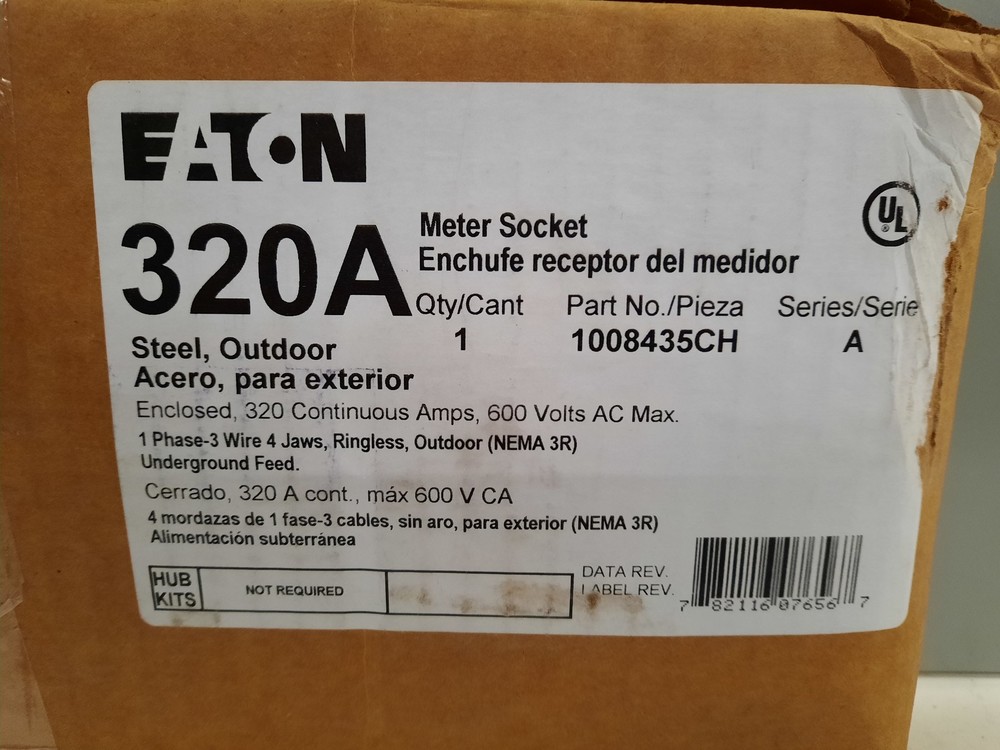 EATON
320A
Meter Socket
Enchufe receptor del medidor
UL
®
Qty/Cant Part No./Pieza Series/Serie
1 1008435CH A
Steel, Outdoor
Acero, para exterior
Enclosed, 320 Continuous Amps, 600 Volts AC Max.
1 Phase-3 Wire 4 Jaws, Ringless, Outdoor (NEMA 3R)
Underground Feed.
Cerrado, 320 A cont., máx 600 V CA
4 mordazas de 1 fase-3 cables, sin aro, para exterior (NEMA 3R)
Alimentación subterránea
HUB
KITS
NOT REQUIRED
DATA REV.
LABEL REV.
7 82116 07656 7